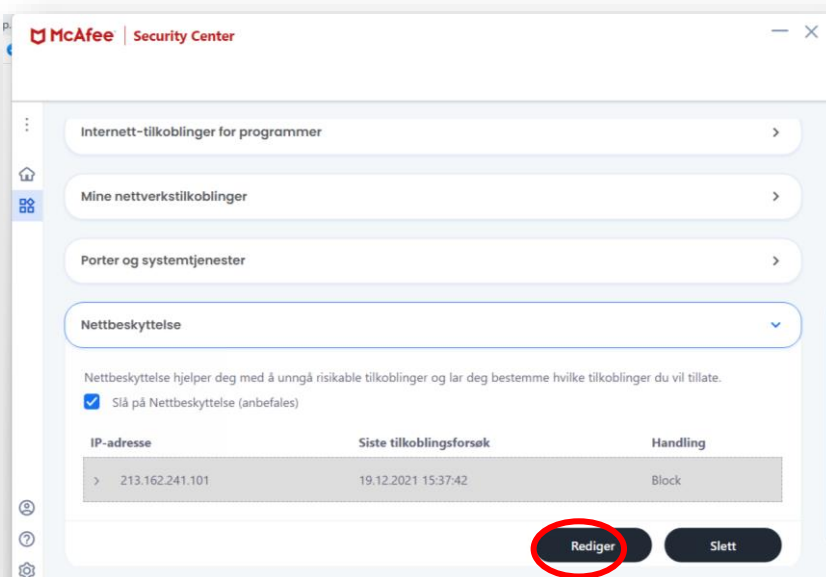 p.
McAfee | Security Center
Internett-tilkoblinger for programmer
Mine nettverkstilkoblinger
Porter og systemtjenester
Nettbeskyttelse
Nettbeskyttelse hjelper deg med å unngå risikable tilkoblinger og lar deg bestemme hvilke tilkoblinger du vil tillate.
Slå på Nettbeskyttelse (anbefales)
IP-adresse Siste tilkoblingsforsøk Handling
213.162.241.101 19.12.2021 15:37:42 Block
Rediger Slett